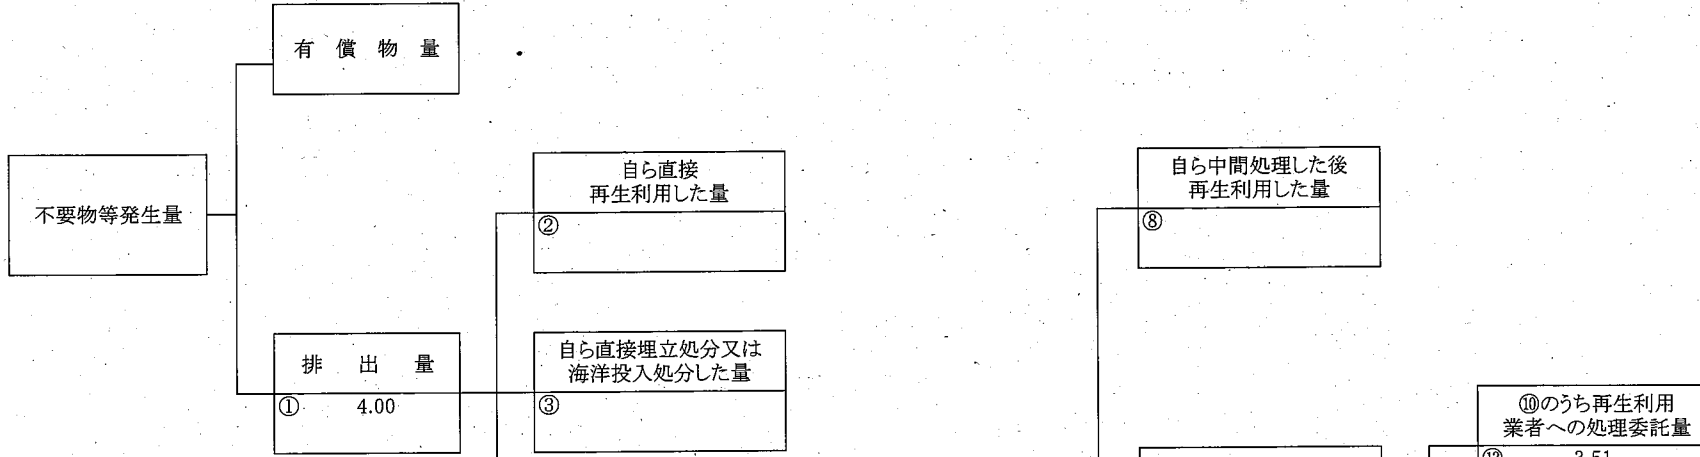 有償物量
自ら直接
再生利用した量
②
自ら中間処理した後
再生利用した量
⑧
不要物等発生量
排出量
① 4.00
自ら直接埋立処分又は
海洋投入処分した量
③
⑩のうち再生利用
業者への処理委託量